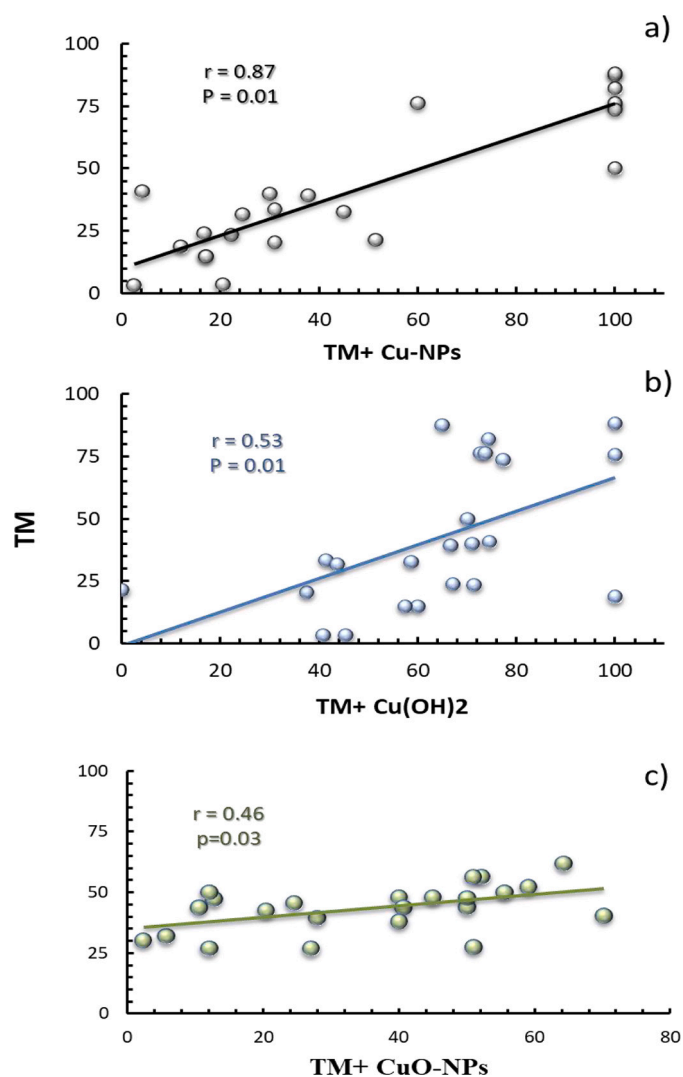 a)
100
75
50
25
0
r = 0.87
P = 0.01
0 20 40 60 80 100
TM+ Cu-NPs
b)
100
75
50
25
0
r = 0.53
P = 0.01
TM
0 20 40 60 80 100
TM+ Cu(OH)2
c)
100
75
50
25
0
r = 0.46
p=0.03
0 20 40 60 80
TM+ CuO-NPs